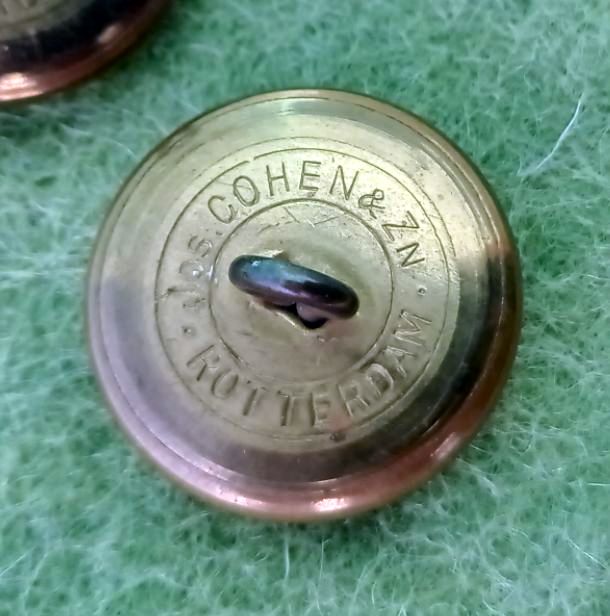 Jos. COHEN & ZN
· ROTTERDAM ·